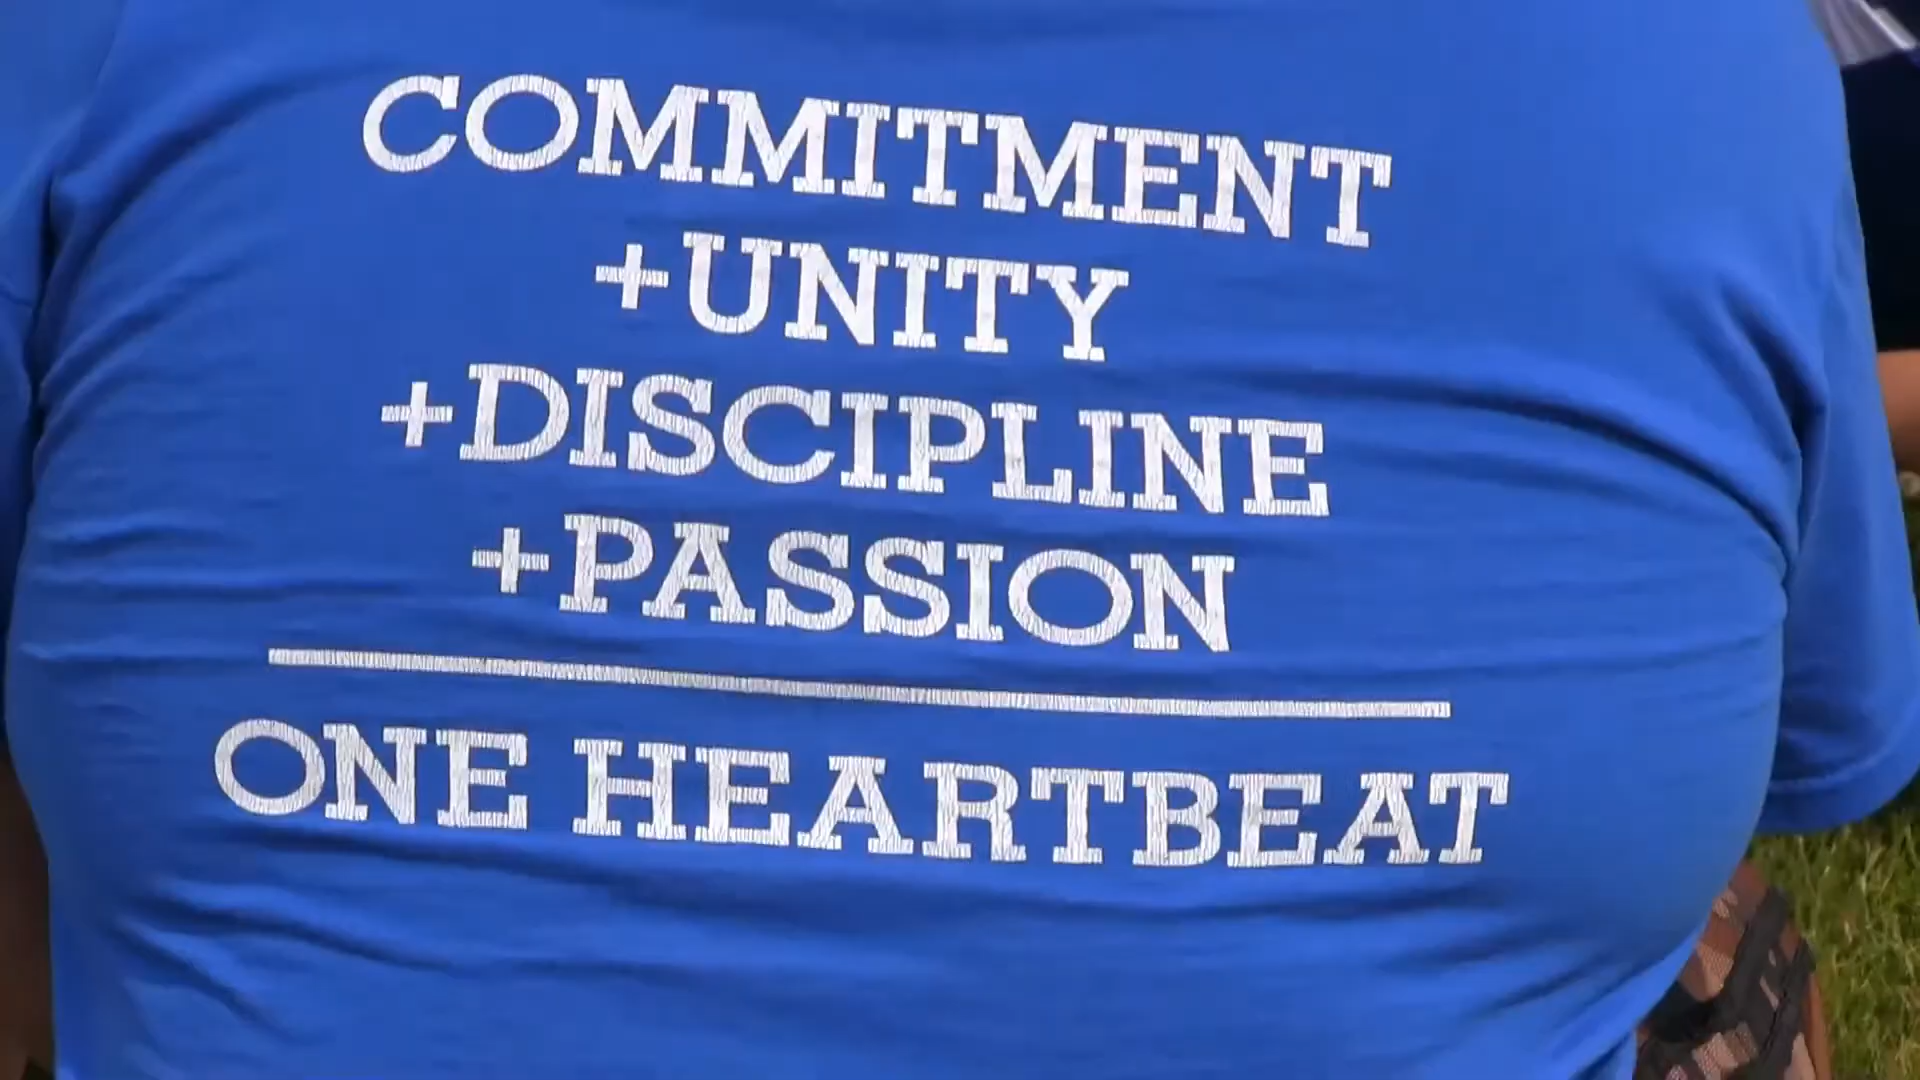 COMMITMENT
+UNITY
+DISCIPLINE
+PASSION
ONE HEARTBEAT